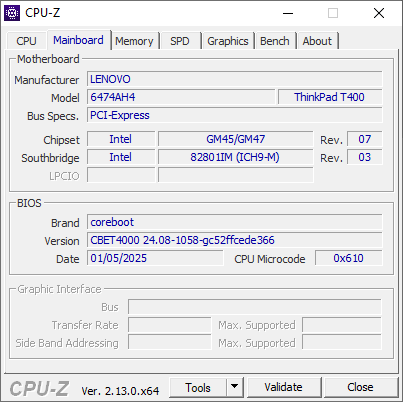 CPU-Z
CPU Mainboard Memory SPD Graphics Bench About
Motherboard
Manufacturer LENOVO
Model 6474AH4 ThinkPad T400
Bus Specs. PCI-Express
Chipset Intel GM45/GM47 Rev. 07
Southbridge Intel 82801IM (ICH9-M) Rev. 03
LPCIO
BIOS
Brand coreboot
Version CBET4000 24.08-1058-gc52ffcede366
Date 01/05/2025 CPU Microcode 0x610
Graphic Interface
Bus
Transfer Rate Max. Supported
Side Band Addressing Max. Supported
CPU-Z Ver. 2.13.0.x64 Tools Validate Close